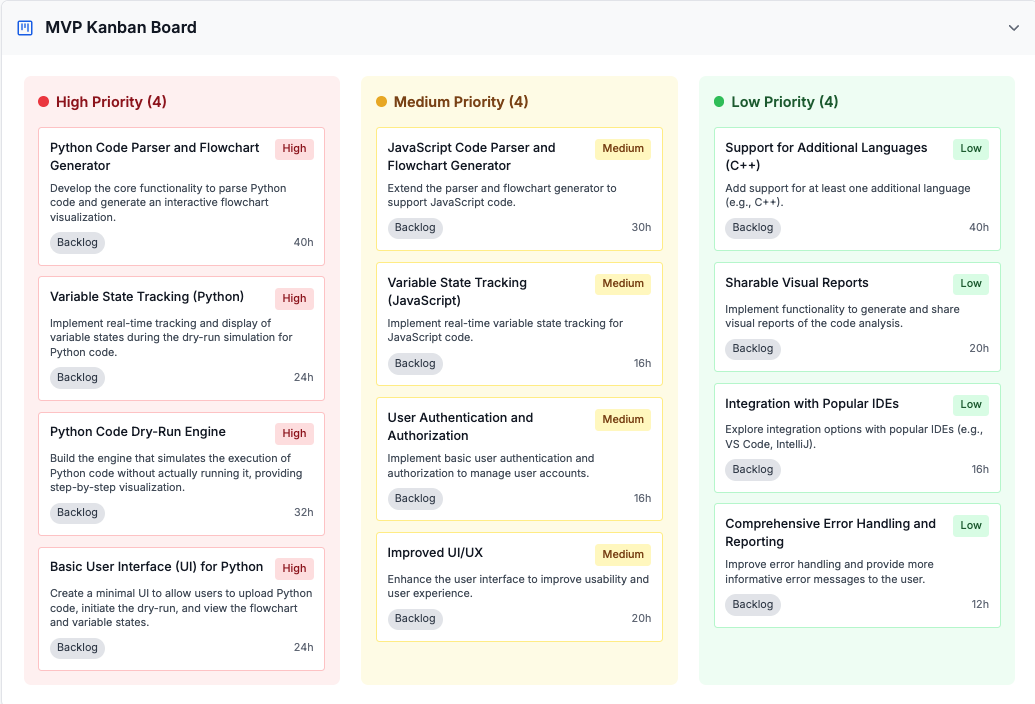 MVP Kanban Board
High Priority (4)
Python Code Parser and Flowchart
Generator
High
Develop the core functionality to parse Python
code and generate an interactive flowchart
visualization.
Backlog
40h
Variable State Tracking (Python)
High
Implement real-time tracking and display of
variable states during the dry-run simulation for
Python code.
Backlog
24h
Python Code Dry-Run Engine
High
Build the engine that simulates the execution of
Python code without actually running it, providing
step-by-step visualization.
Backlog
32h
Basic User Interface (UI) for Python
High
Create a minimal UI to allow users to upload Python
code, initiate the dry-run, and view the flowchart
and variable states.
Backlog
24h
Medium Priority (4)
JavaScript Code Parser and
Flowchart Generator
Medium
Extend the parser and flowchart generator to
support JavaScript code.
Backlog
30h
Variable State Tracking
(JavaScript)
Medium
Implement real-time variable state tracking for
JavaScript code.
Backlog
16h
User Authentication and
Authorization
Medium
Implement basic user authentication and
authorization to manage user accounts.
Backlog
16h
Improved UI/UX
Medium
Enhance the user interface to improve usability and
user experience.
Backlog
20h
Low Priority (4)
Support for Additional Languages
(C++)
Low
Add support for at least one additional language
(e.g., C++).
Backlog
40h
Sharable Visual Reports
Low
Implement functionality to generate and share
visual reports of the code analysis.
Backlog
20h
Integration with Popular IDEs
Low
Explore integration options with popular IDEs (e.g.,
VS Code, IntelliJ).
Backlog
16h
Comprehensive Error Handling and
Reporting
Low
Improve error handling and provide more
informative error messages to the user.
Backlog
12h